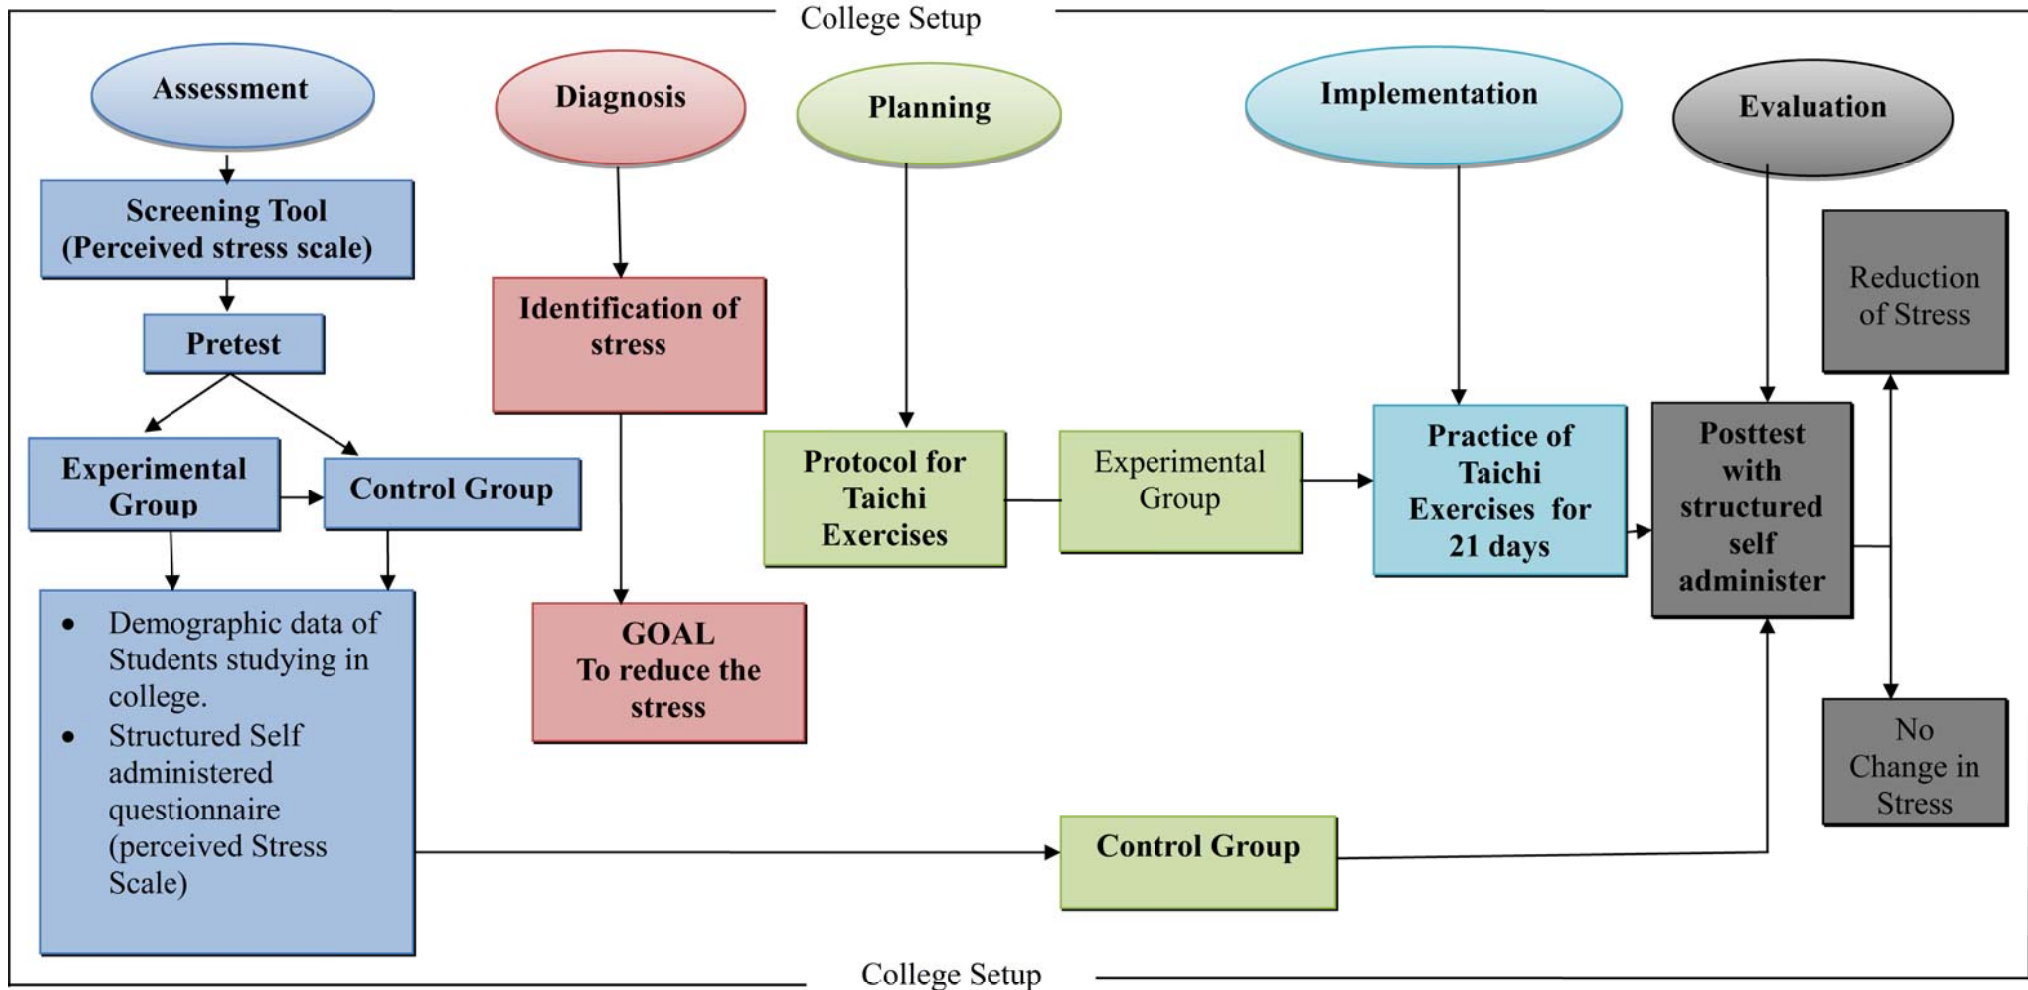 College Setup
Assessment
Screening Tool
(Perceived stress scale)
Pretest
Experimental
Group
Control Group
• Demographic data of
Students studying in
college.
• Structured Self
administered
questionnaire
(perceived Stress
Scale)
Diagnosis
Identification of
stress
GOAL
To reduce the
stress
Planning
Protocol for
Taichi
Exercises
Experimental
Group
Control Group
Implementation
Practice of
Taichi
Exercises for
21 days
Evaluation
Posttest
with
structured
self
administer
Reduction
of Stress
No
Change in
Stress
College Setup